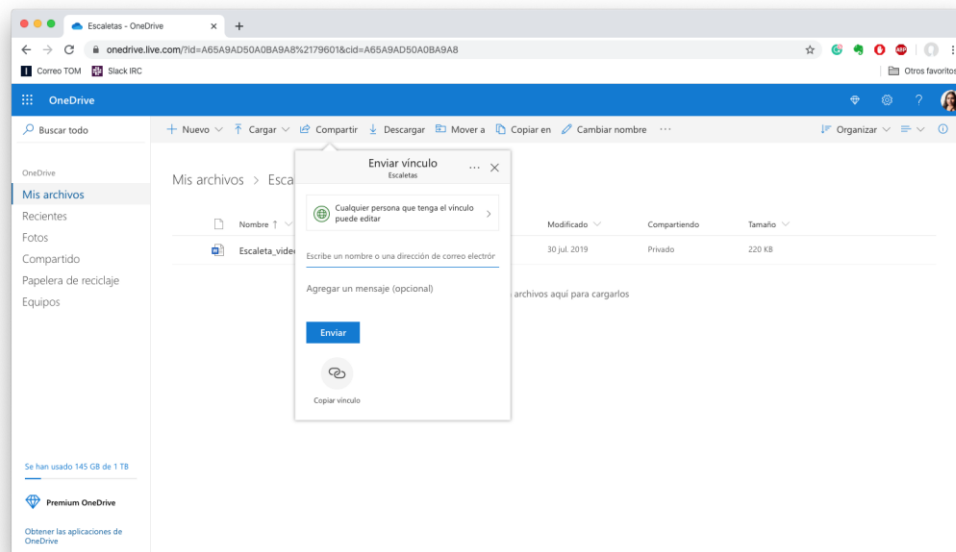 Escaletas - OneDrive
onedrive.live.com/?id=A65A9AD50A0BA9A8%2179601&cid=A65A9AD50A0BA9A8
ABP
Correo TOM Slack IRC Otros favoritos
OneDrive ?
Buscar todo Nuevo Cargar Compartir Descargar Mover a Copiar en Cambiar nombre ... Organizar
Enviar vínculo ...
Escaletas
OneDrive
Mis archivos > Esca
Mis archivos
Recientes
Fotos
Compartido
Papelera de reciclaje
Equipos
Cualquier persona que tenga el vínculo
puede editar
Nombre ↑ Modificado Compartiendo Tamaño
Escaleta_vide 30 jul. 2019 Privado 220 KB
Escribe un nombre o una dirección de correo electrór
Agregar un mensaje (opcional)
archivos aquí para cargarlos
Enviar
Copiar vínculo
Se han usado 145 GB de 1 TB
Premium OneDrive
Obtener las aplicaciones de
OneDrive